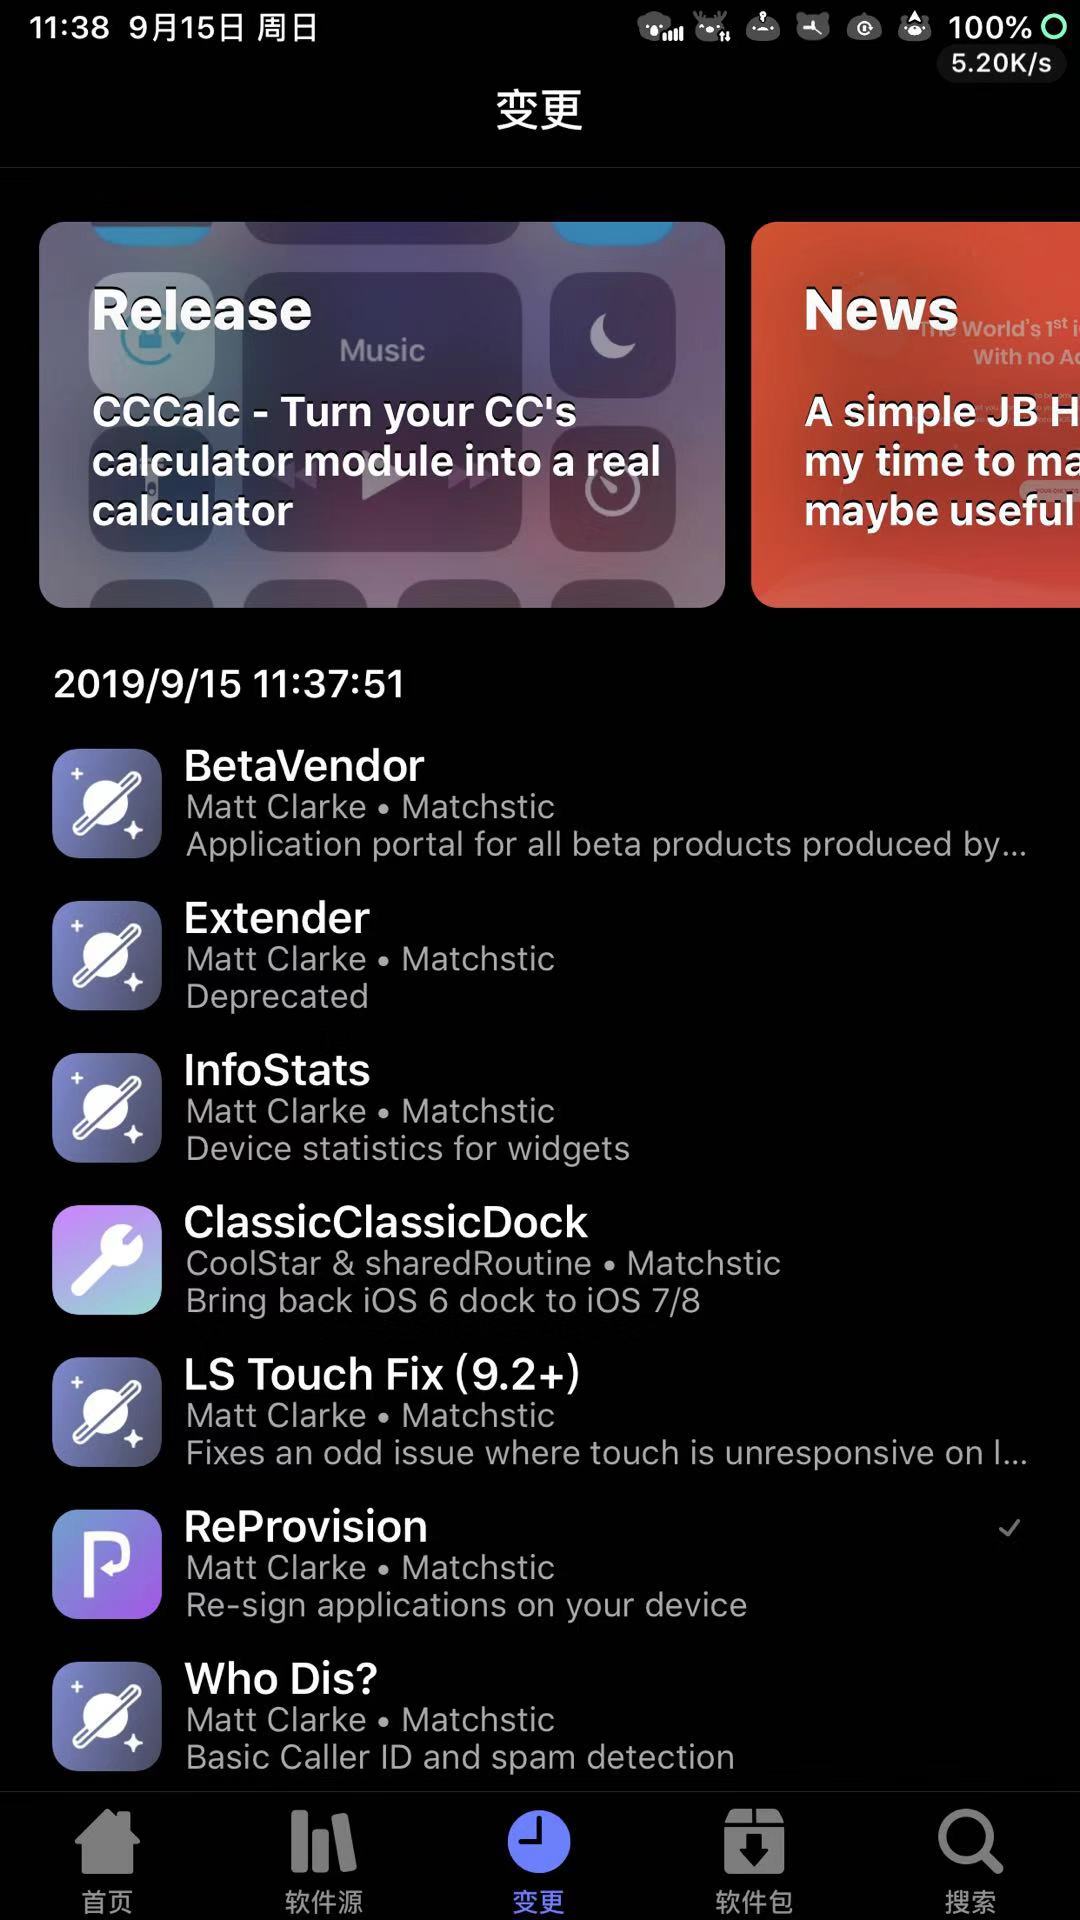 11:38 9月15日 周日 100%
5.20K/s
变更
Release
Music
CCCalc - Turn your CC's
calculator module into a real
calculator
News
The World's 1st
With no
A simple JB H
my time to ma
maybe useful
2019/9/15 11:37:51
BetaVendor
Matt Clarke • Matchstic
Application portal for all beta products produced by...
Extender
Matt Clarke • Matchstic
Deprecated
InfoStats
Matt Clarke • Matchstic
Device statistics for widgets
ClassicClassicDock
CoolStar & sharedRoutine • Matchstic
Bring back iOS 6 dock to iOS 7/8
LS Touch Fix (9.2+)
Matt Clarke • Matchstic
Fixes an odd issue where touch is unresponsive on l...
ReProvision
Matt Clarke • Matchstic
Re-sign applications on your device
Who Dis?
Matt Clarke • Matchstic
Basic Caller ID and spam detection
首页 软件源 变更 软件包 搜索